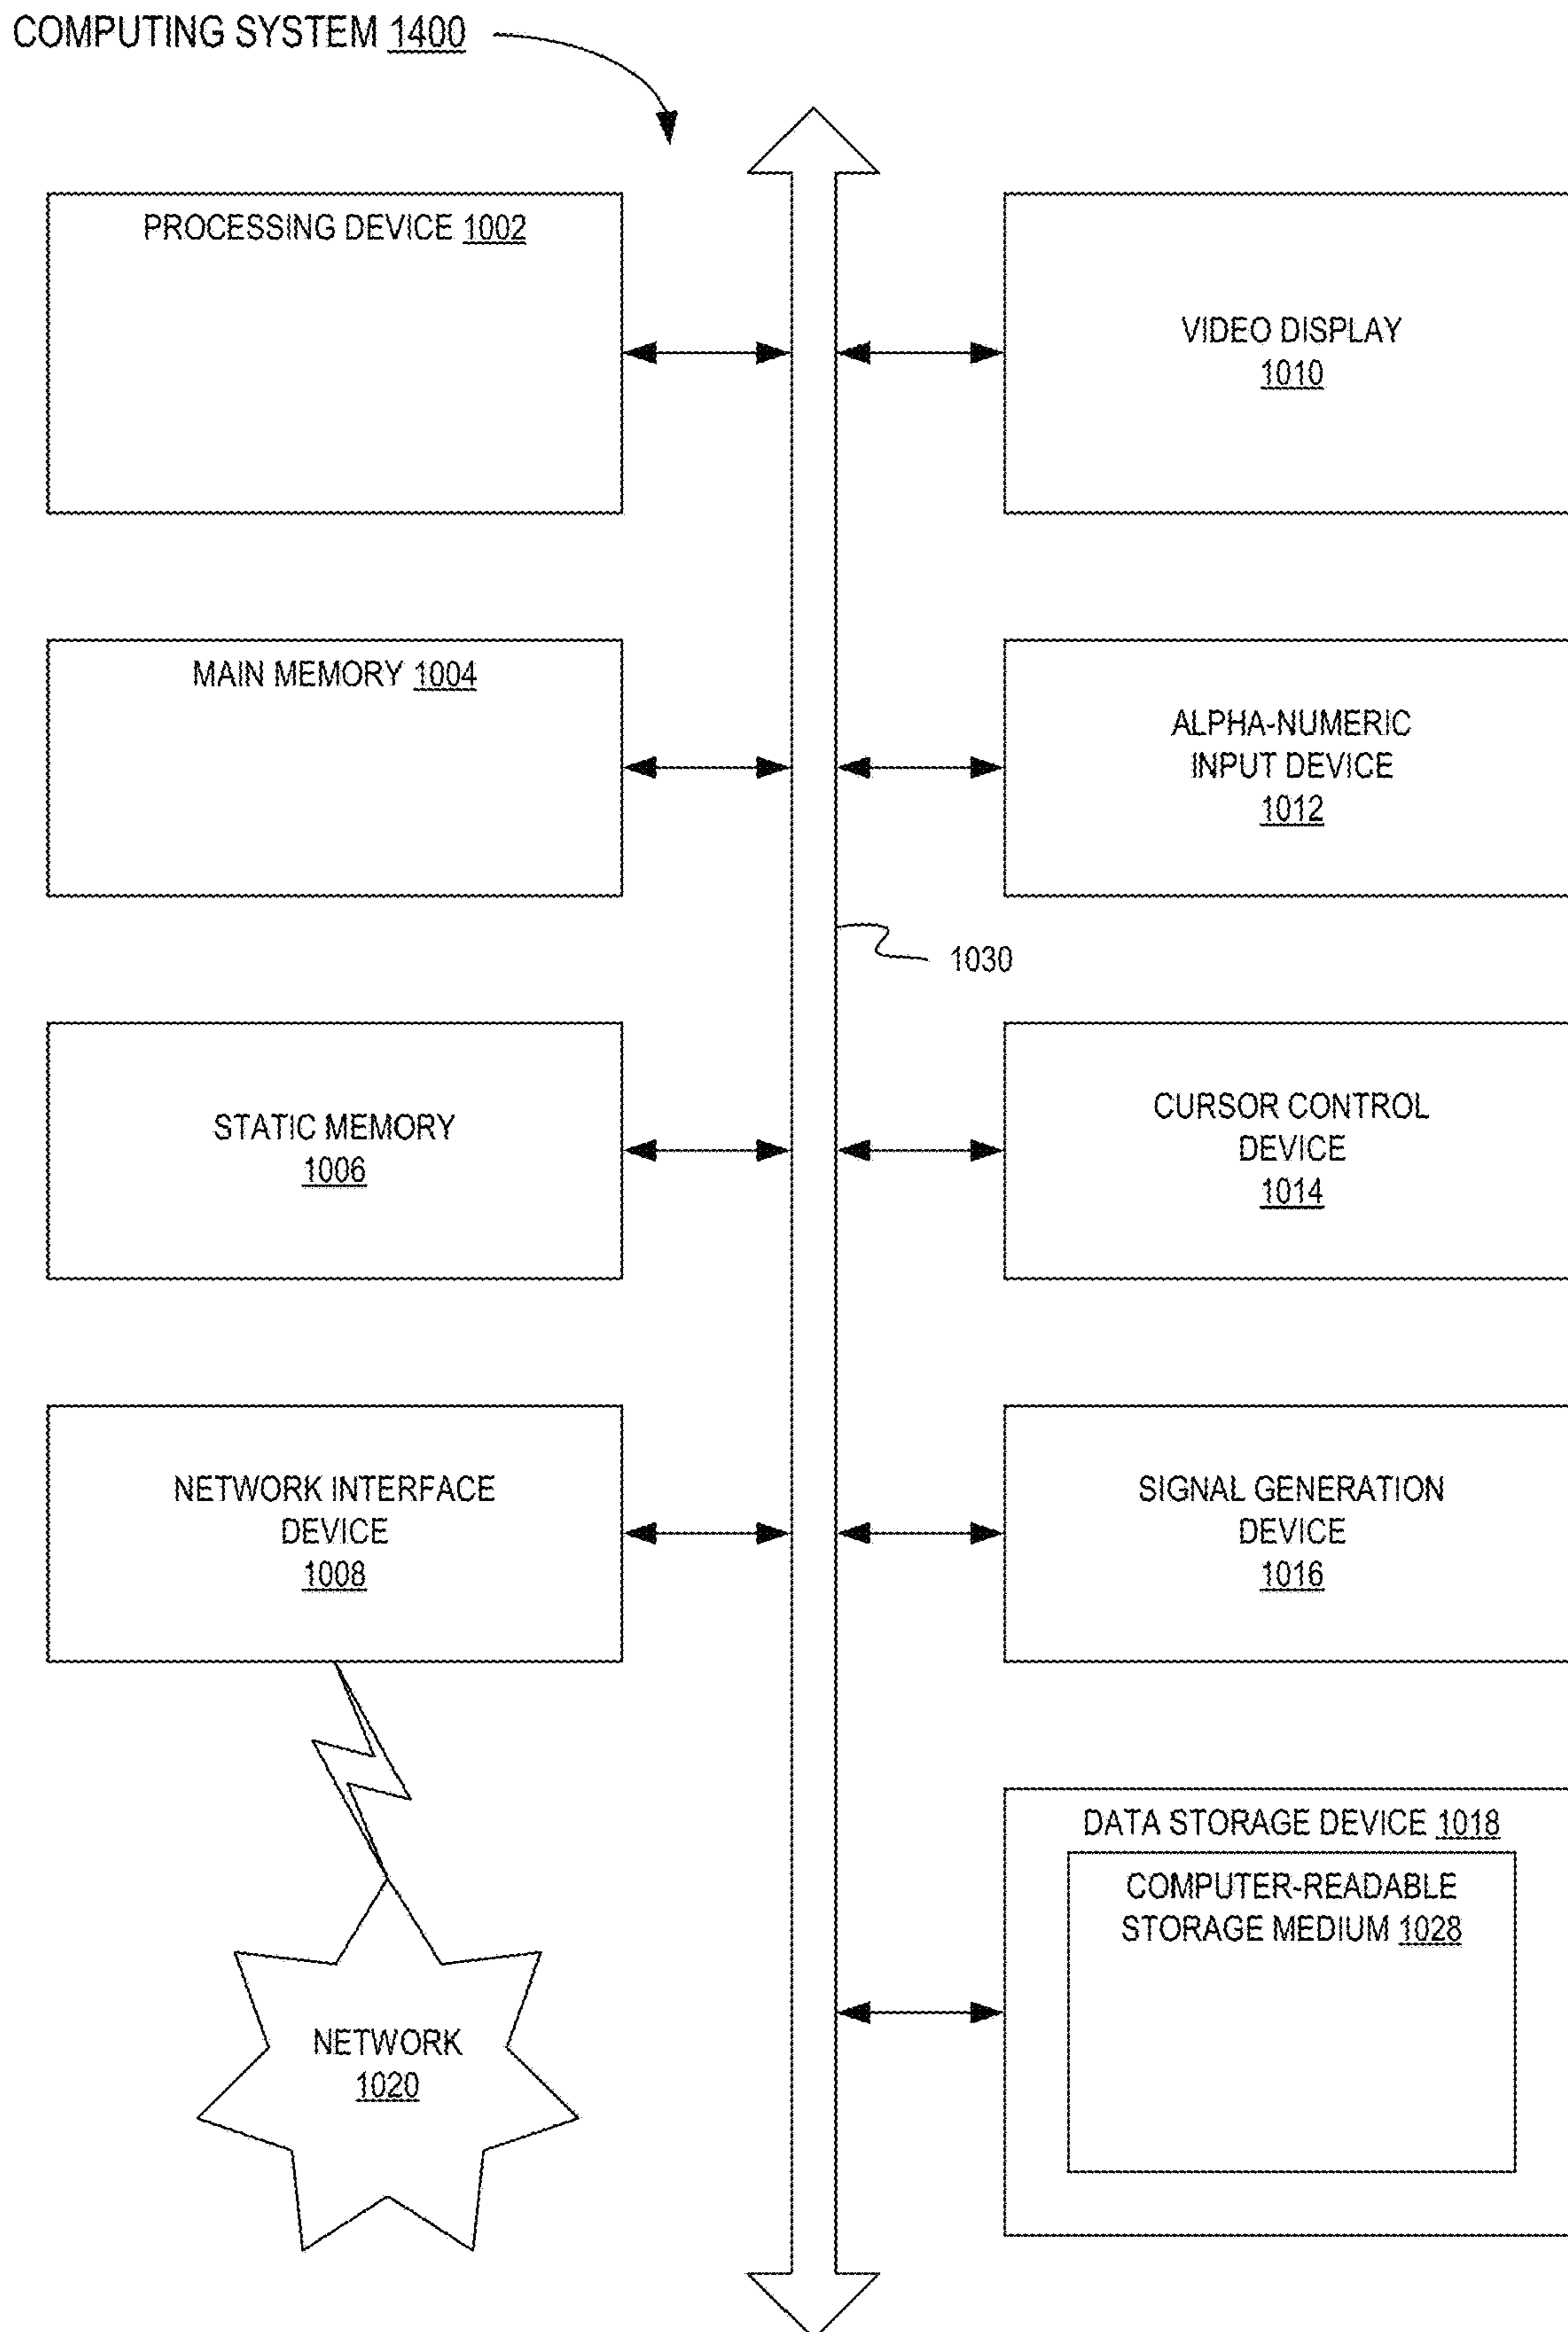 COMPUTING SYSTEM 1400
PROCESSING DEVICE 1002
VIDEO DISPLAY
1010
MAIN MEMORY 1004
ALPHA-NUMERIC
INPUT DEVICE
1012
1030
STATIC MEMORY
1006
CURSOR CONTROL
DEVICE
1014
NETWORK INTERFACE
DEVICE
1008
SIGNAL GENERATION
DEVICE
1016
DATA STORAGE DEVICE 1018
COMPUTER-READABLE
STORAGE MEDIUM 1028
NETWORK
1020